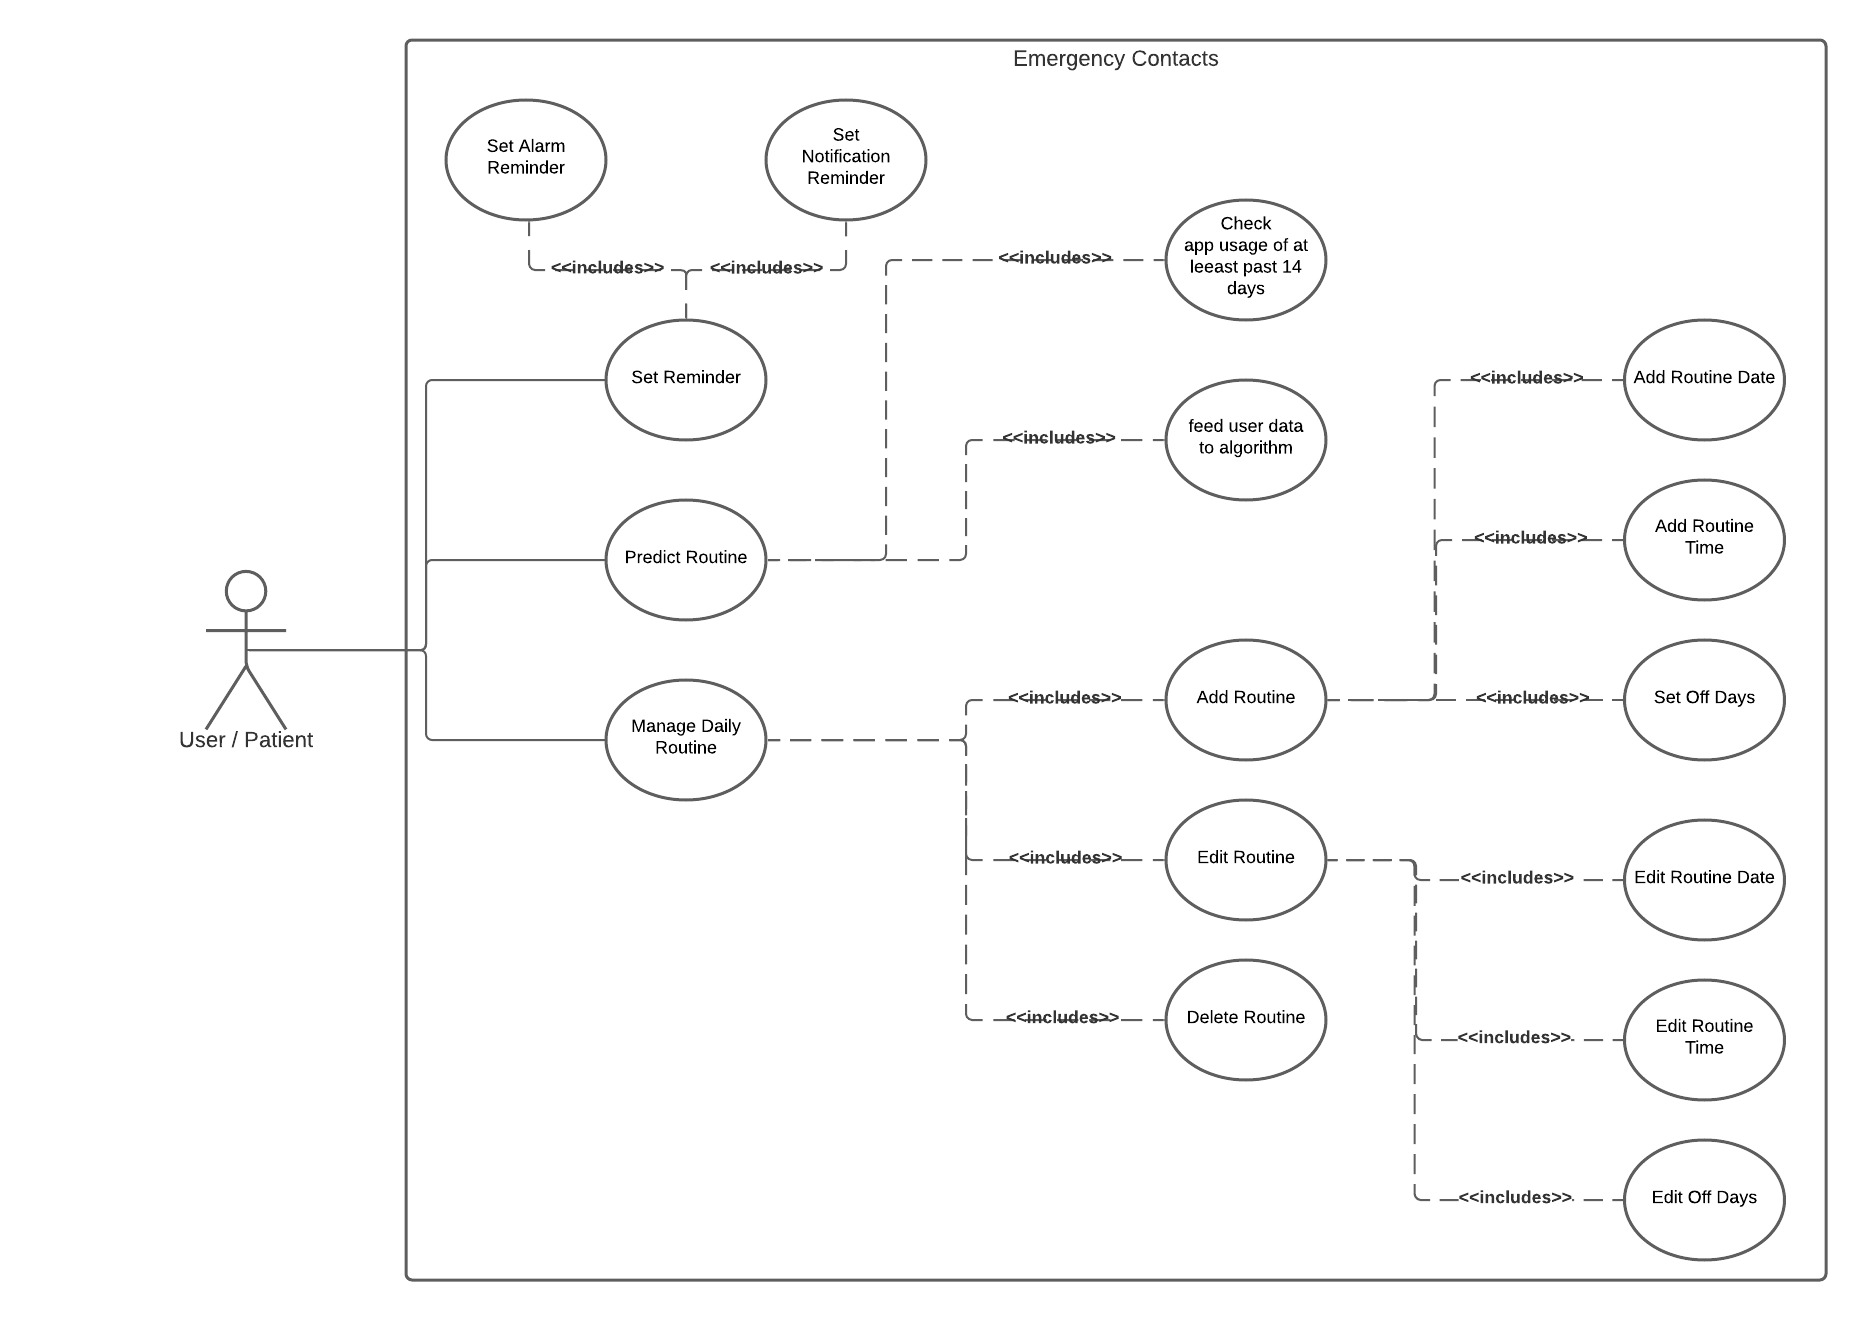 Emergency Contacts
Set Alarm
Reminder
Set
Notification
Reminder
<<includes>>
<<includes>>
Check
app usage of at
leeast past 14
days
<<includes>>
Set Reminder
feed user data
to algorithm
<<includes>>
Add Routine Date
<<includes>>
Predict Routine
Add Routine
Time
<<includes>>
User / Patient
Manage Daily
Routine
<<includes>>
Add Routine
<<includes>>
Set Off Days
<<includes>>
Edit Routine
<<includes>>
Edit Routine Date
<<includes>>
Delete Routine
<<includes>>
Edit Routine
Time
<<includes>>
Edit Off Days